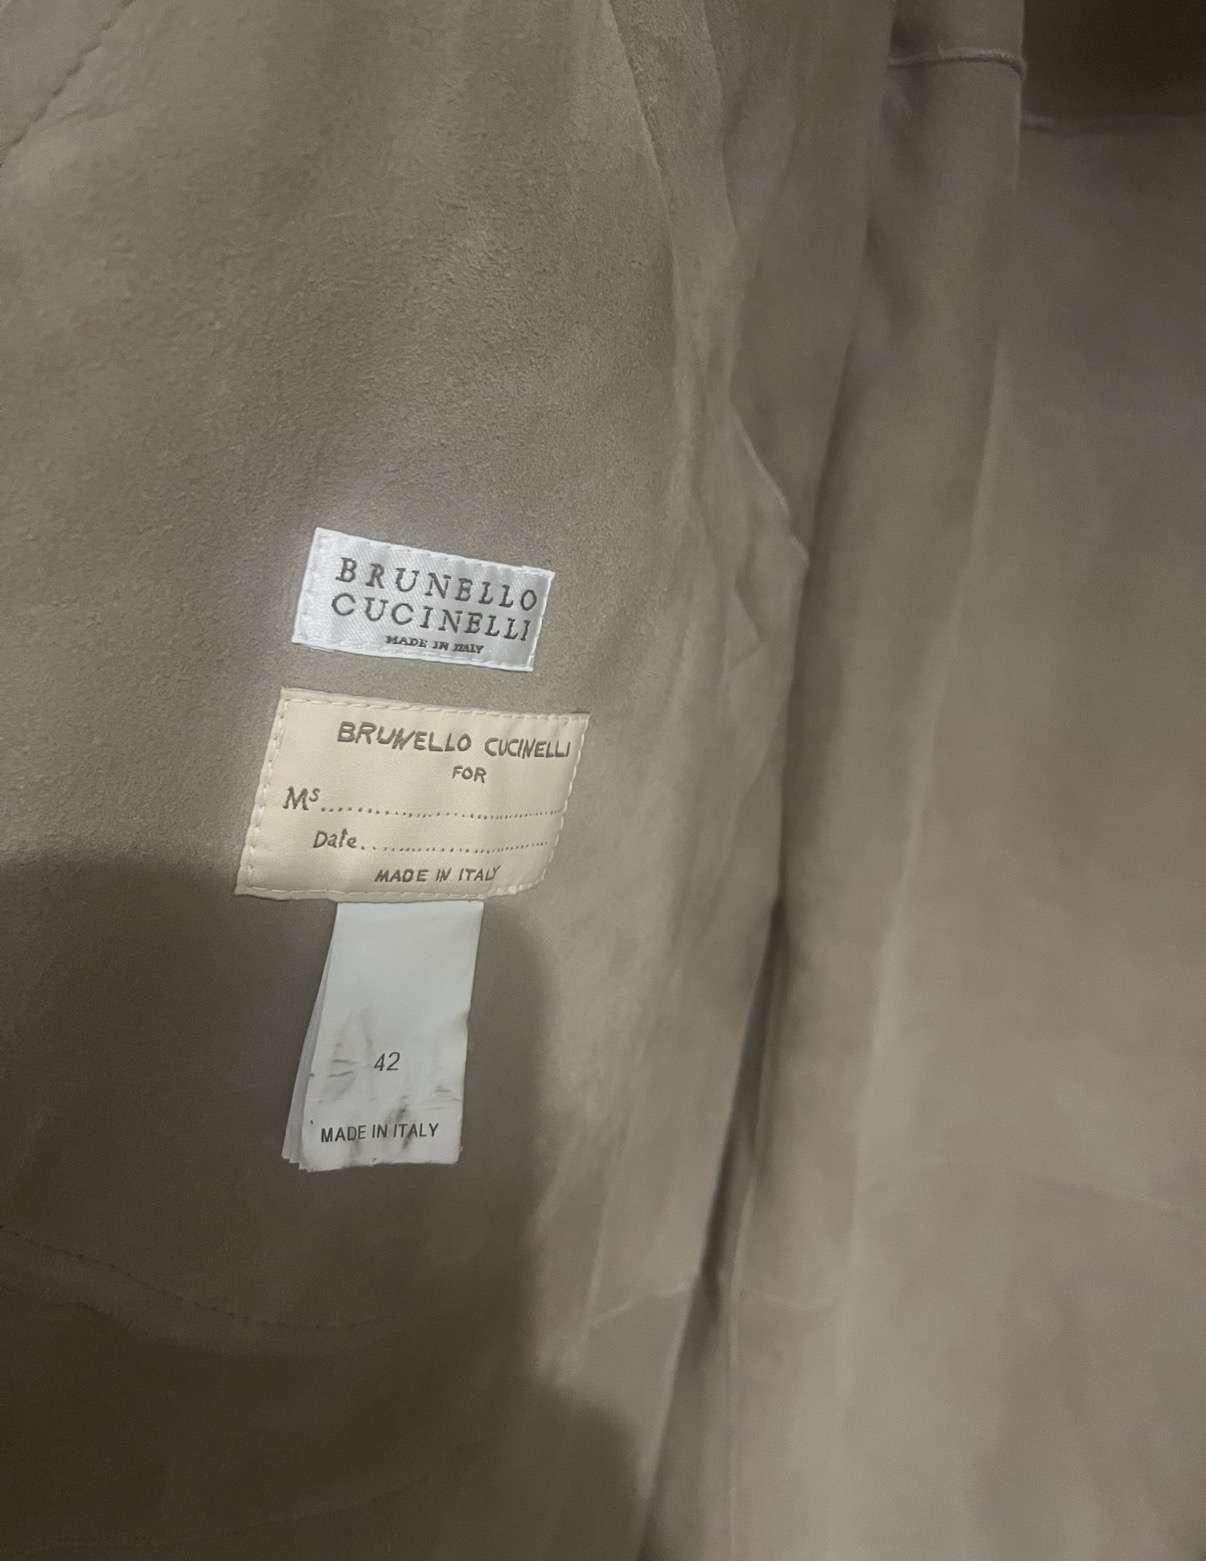 BRUNELLO
CUCINELLI
MADE IN ITALY
BRUNELLO CUCINELLI
FOR
Ms..............................
Date..........................
MADE IN ITALY
42
MADE IN ITALY